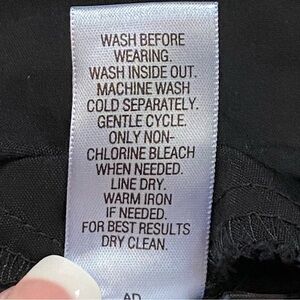 WASH BEFORE
WEARING.
WASH INSIDE OUT.
MACHINE WASH
COLD SEPARATELY.
GENTLE CYCLE.
ONLY NON-
CHLORINE BLEACH
WHEN NEEDED.
LINE DRY.
WARM IRON
IF NEEDED.
FOR BEST RESULTS
DRY CLEAN.